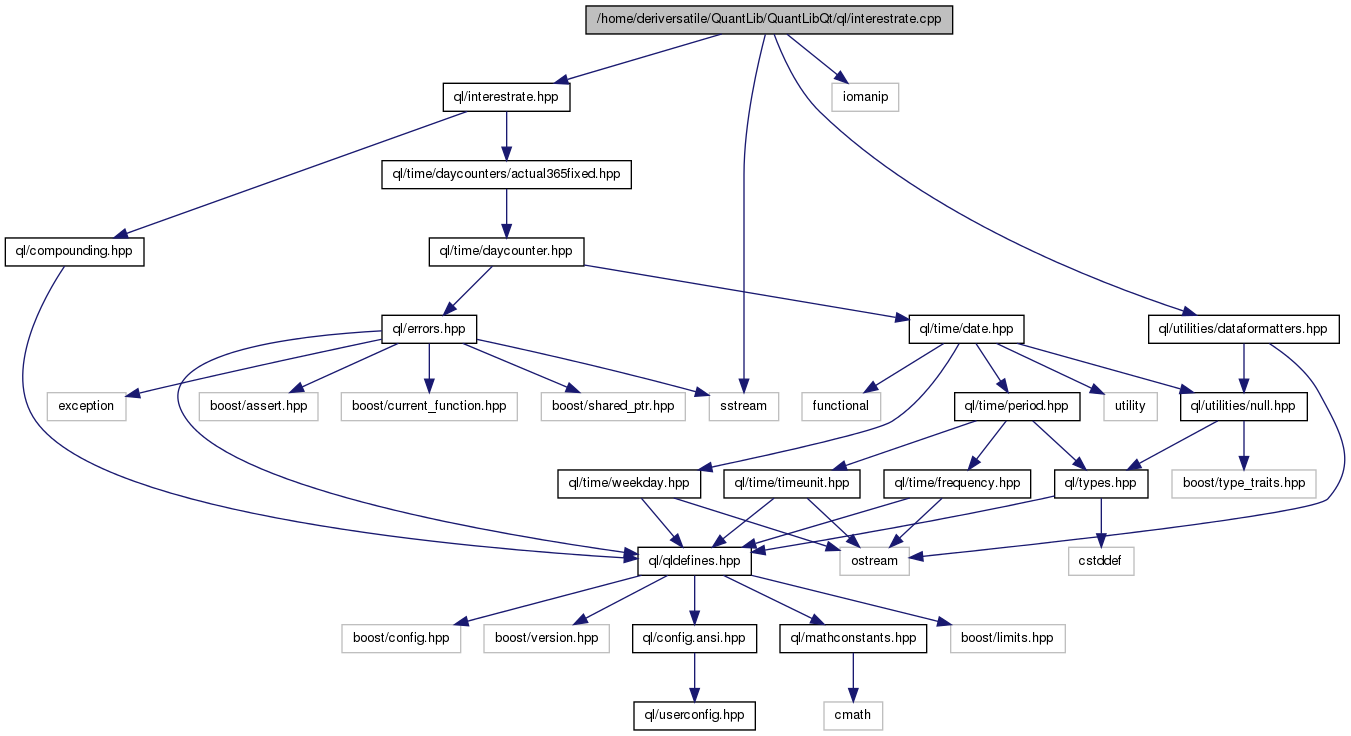 /home/deriversatile/QuantLib/QuantLibQt/ql/interestrate.cpp
ql/interestrate.hpp
iomanip
ql/time/daycounters/actual365fixed.hpp
ql/compounding.hpp
ql/time/daycounter.hpp
ql/errors.hpp
ql/time/date.hpp
ql/utilities/dataformatters.hpp
exception
boost/assert.hpp
boost/current_function.hpp
boost/shared_ptr.hpp
sstream
functional
ql/time/period.hpp
utility
ql/utilities/null.hpp
ql/time/weekday.hpp
ql/time/timeunit.hpp
ql/time/frequency.hpp
ql/types.hpp
boost/type_traits.hpp
ql/qldefines.hpp
ostream
cstddef
boost/config.hpp
boost/version.hpp
ql/config.ansi.hpp
ql/mathconstants.hpp
boost/limits.hpp
ql/userconfig.hpp
cmath